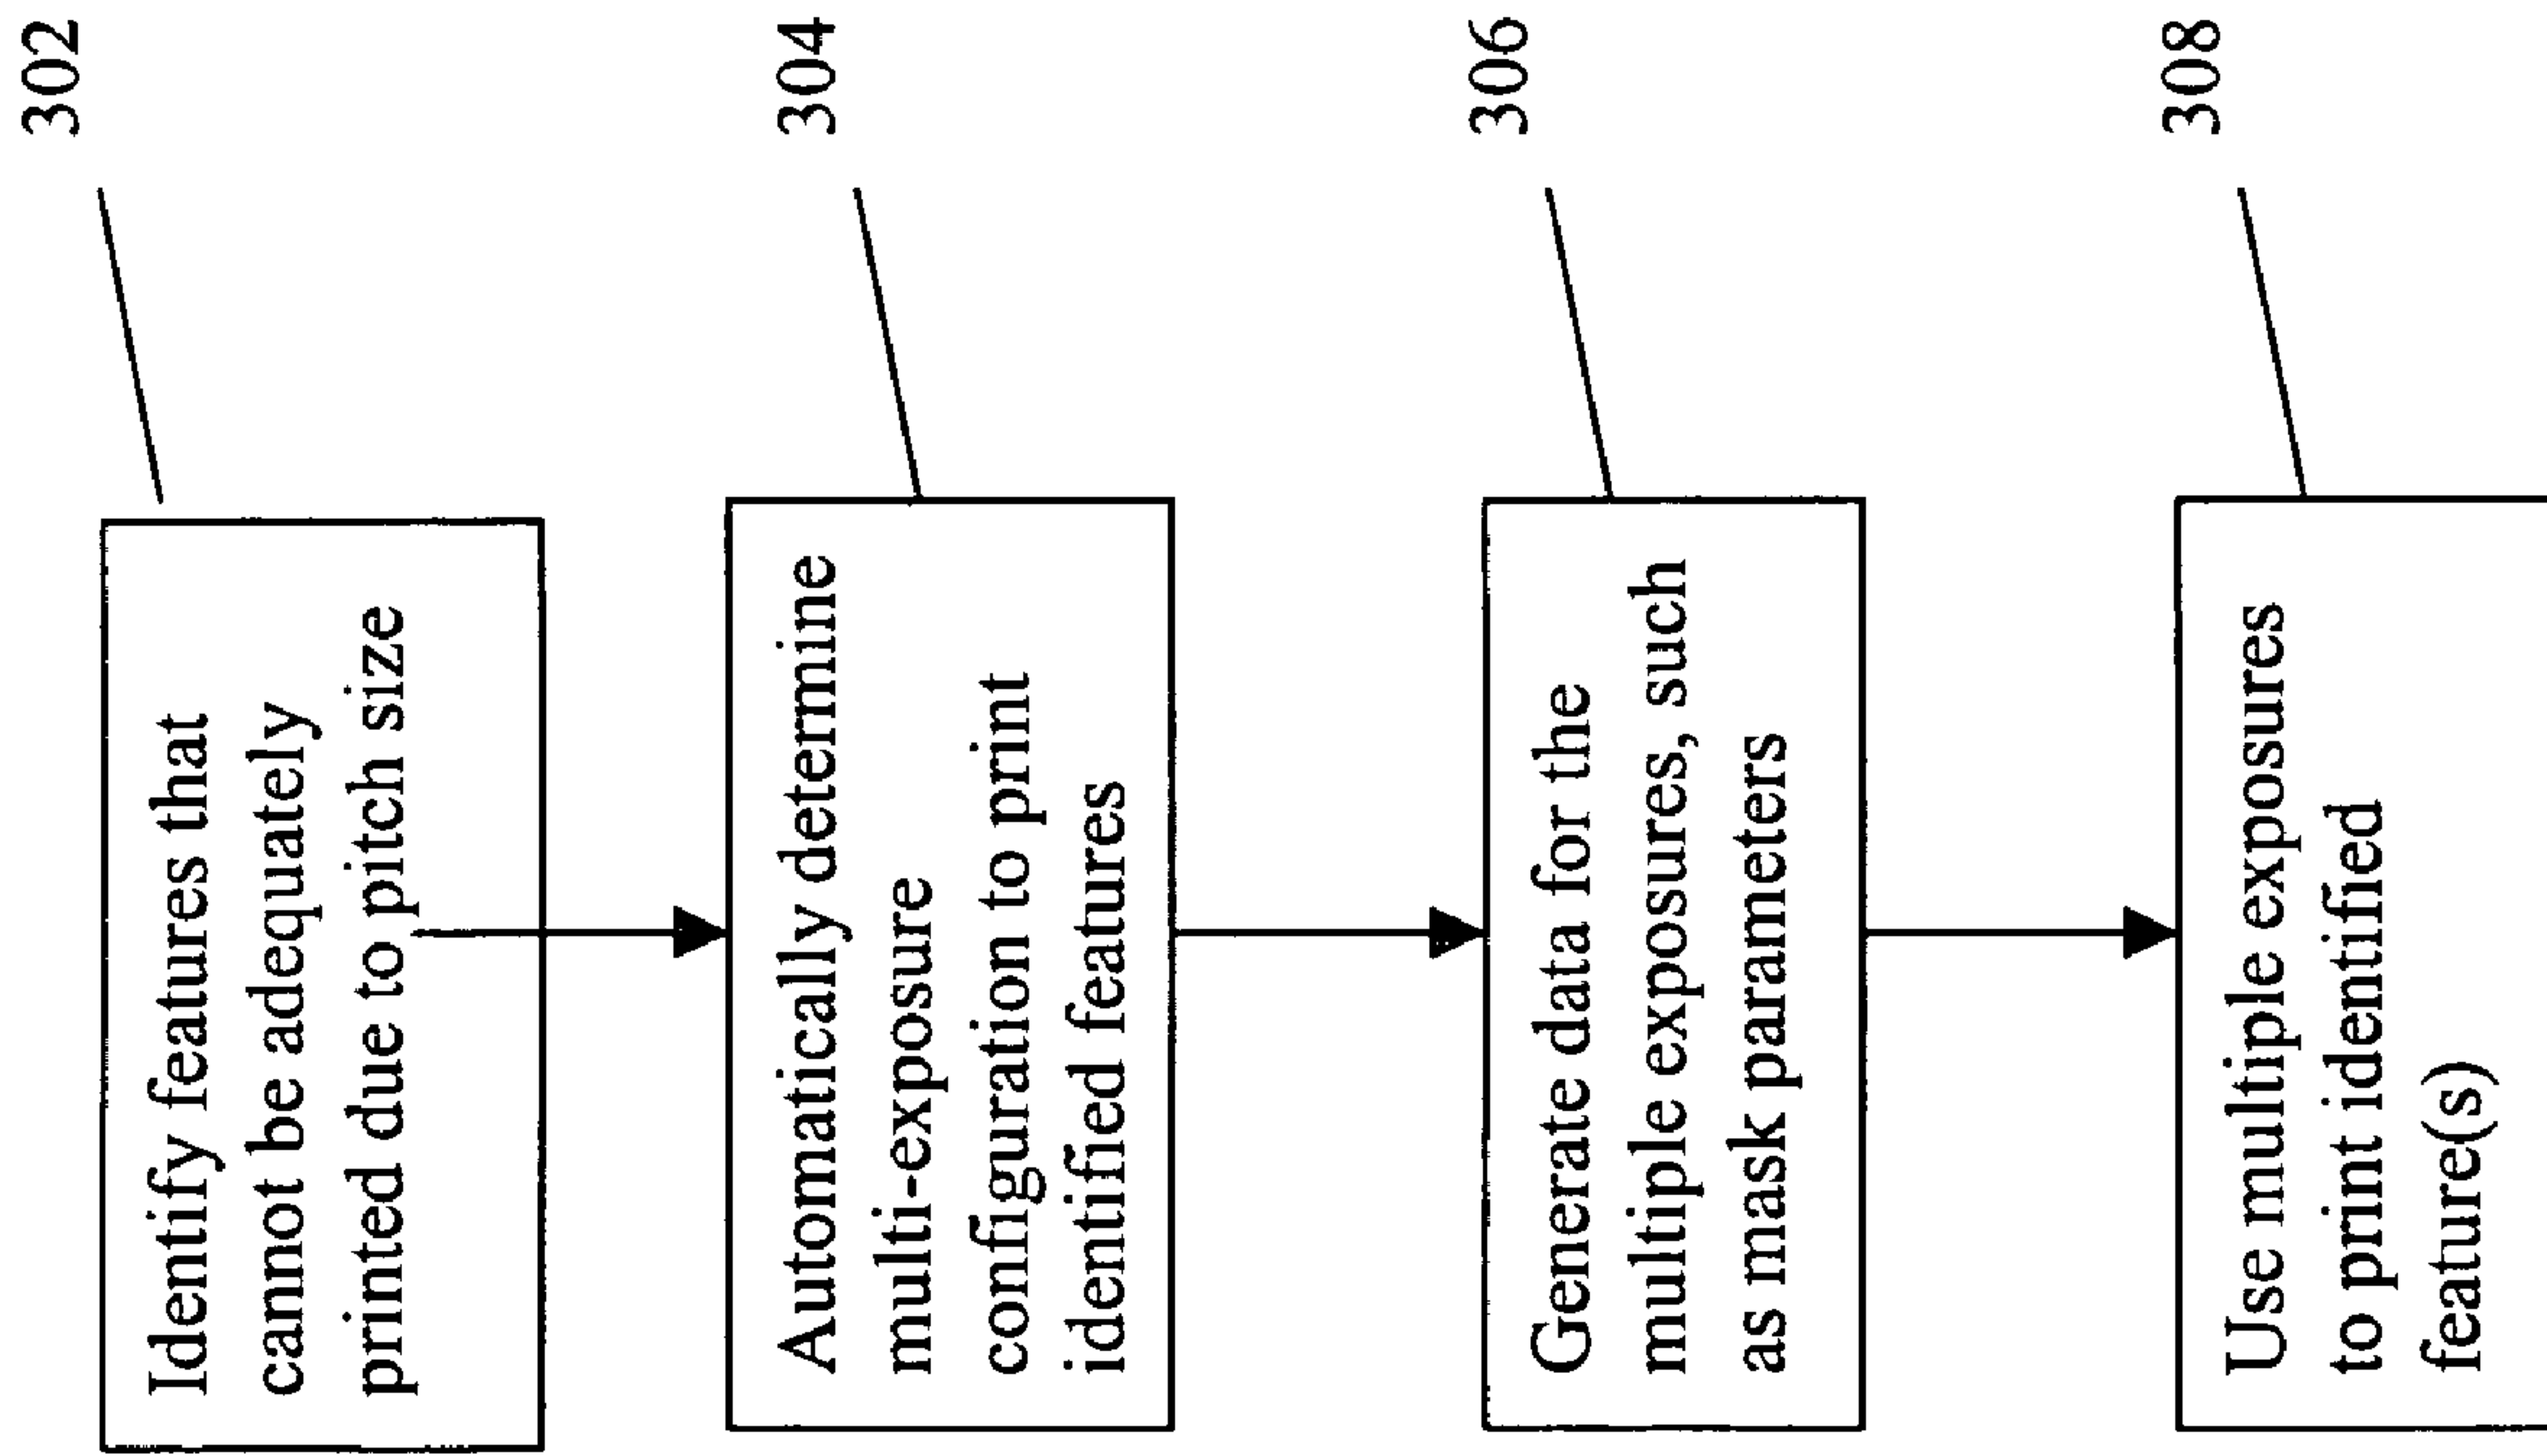 302
Identify features that
cannot be adequately
printed due to pitch size
304
Automatically determine
multi-exposure
configuration to print
identified features
306
Generate data for the
multiple exposures, such
as mask parameters
308
Use multiple exposures
to print identified
feature(s)